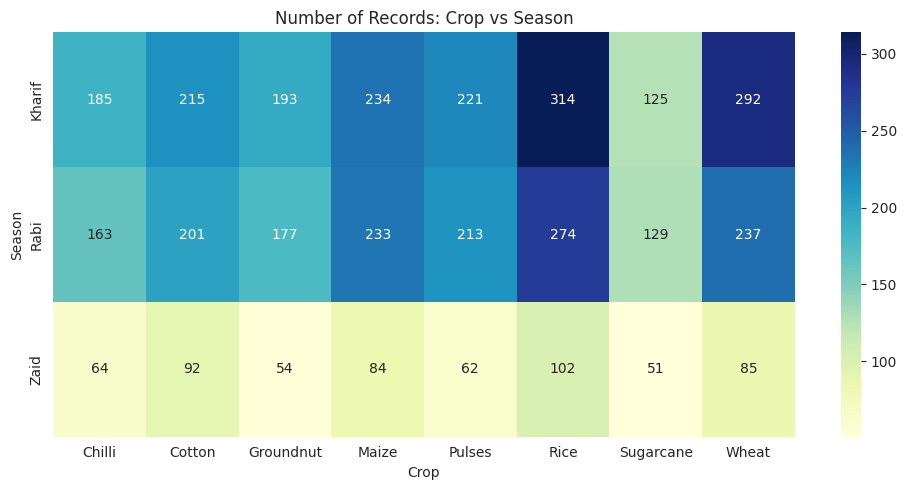 Number of Records: Crop vs Season
Season
Kharif 185 215 193 234 221 314 125 292
Rabi 163 201 177 233 213 274 129 237
Zaid 64 92 54 84 62 102 51 85
Chilli Cotton Groundnut Maize Pulses Rice Sugarcane Wheat
Crop
300
250
200
150
100